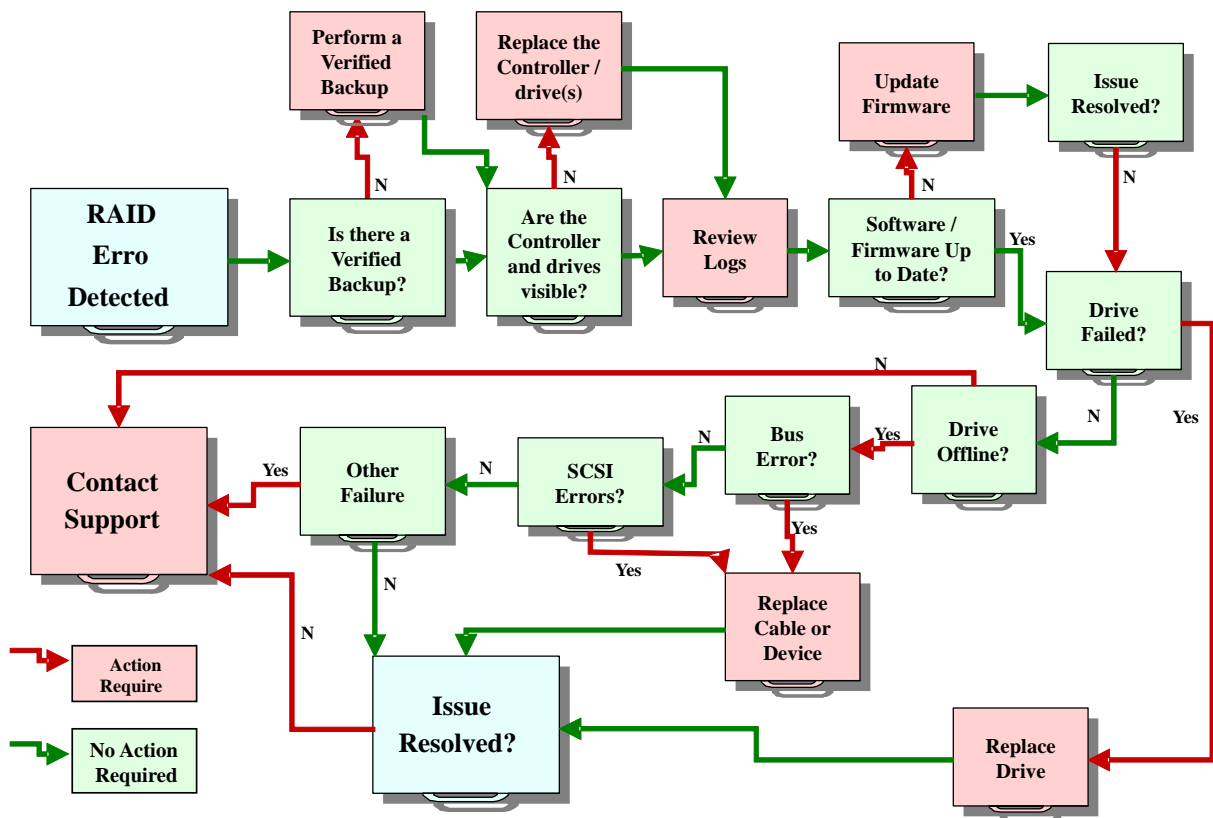 Perform a
Verified
Backup
Replace the
Controller /
drive(s)
Update
Firmware
Issue
Resolved?
N
N
N
N
RAID
Erro
Detected
Is there a
Verified
Backup?
Are the
Controller
and drives
visible?
Review
Logs
Software /
Firmware Up
to Date?
Yes
Drive
Failed?
N
N
Yes
Contact
Support
Yes
Other
Failure
N
SCSI
Errors?
N
Bus
Error?
Yes
Drive
Offline?
Yes
Yes
N
N
Replace
Cable or
Device
Action
Require
Issue
Resolved?
No Action
Required
Replace
Drive